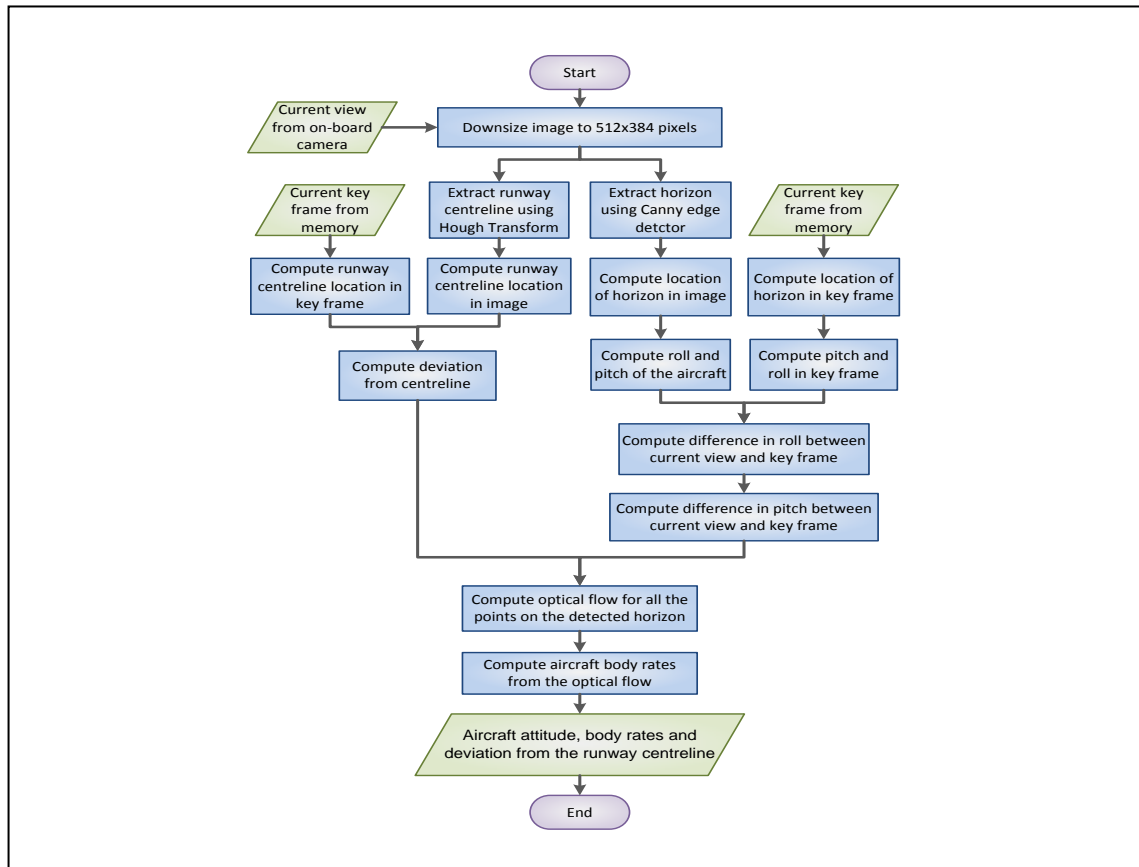 Start
Current view
from on-board
camera
Downsize image to 512x384 pixels
Current key
frame from
memory
Extract runway
centreline using
Hough Transform
Extract horizon
using Canny edge
detctor
Current key
frame from
memory
Compute runway
centreline location in
key frame
Compute runway
centreline location
in image
Compute location
of horizon in image
Compute location of
horizon in key frame
Compute deviation
from centreline
Compute roll and
pitch of the aircraft
Compute pitch and
roll in key frame
Compute difference in roll between
current view and key frame
Compute difference in pitch between
current view and key frame
Compute optical flow for all the
points on the detected horizon
Compute aircraft body rates
from the optical flow
Aircraft attitude, body rates and
deviation from the runway centreline
End